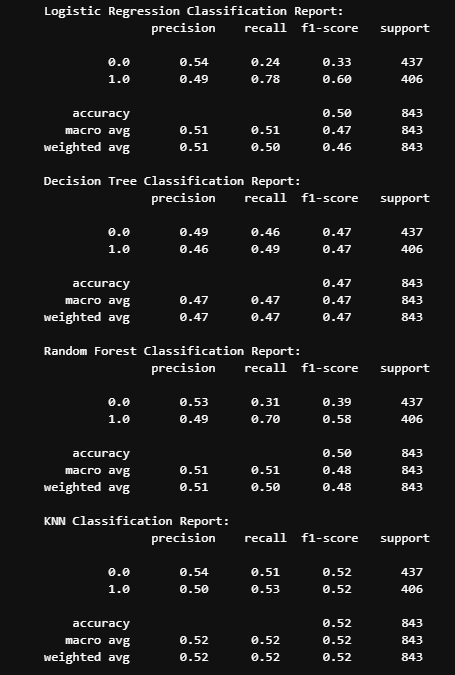 Logistic Regression Classification Report:
precision recall f1-score support
0.0 0.54 0.24 0.33 437
1.0 0.49 0.78 0.60 406
accuracy 0.50 843
macro avg 0.51 0.51 0.47 843
weighted avg 0.51 0.50 0.46 843
Decision Tree Classification Report:
precision recall f1-score support
0.0 0.49 0.46 0.47 437
1.0 0.46 0.49 0.47 406
accuracy 0.47 843
macro avg 0.47 0.47 0.47 843
weighted avg 0.47 0.47 0.47 843
Random Forest Classification Report:
precision recall f1-score support
0.0 0.53 0.31 0.39 437
1.0 0.49 0.70 0.58 406
accuracy 0.50 843
macro avg 0.51 0.51 0.48 843
weighted avg 0.51 0.50 0.48 843
KNN Classification Report:
precision recall f1-score support
0.0 0.54 0.51 0.52 437
1.0 0.50 0.53 0.52 406
accuracy 0.52 843
macro avg 0.52 0.52 0.52 843
weighted avg 0.52 0.52 0.52 843